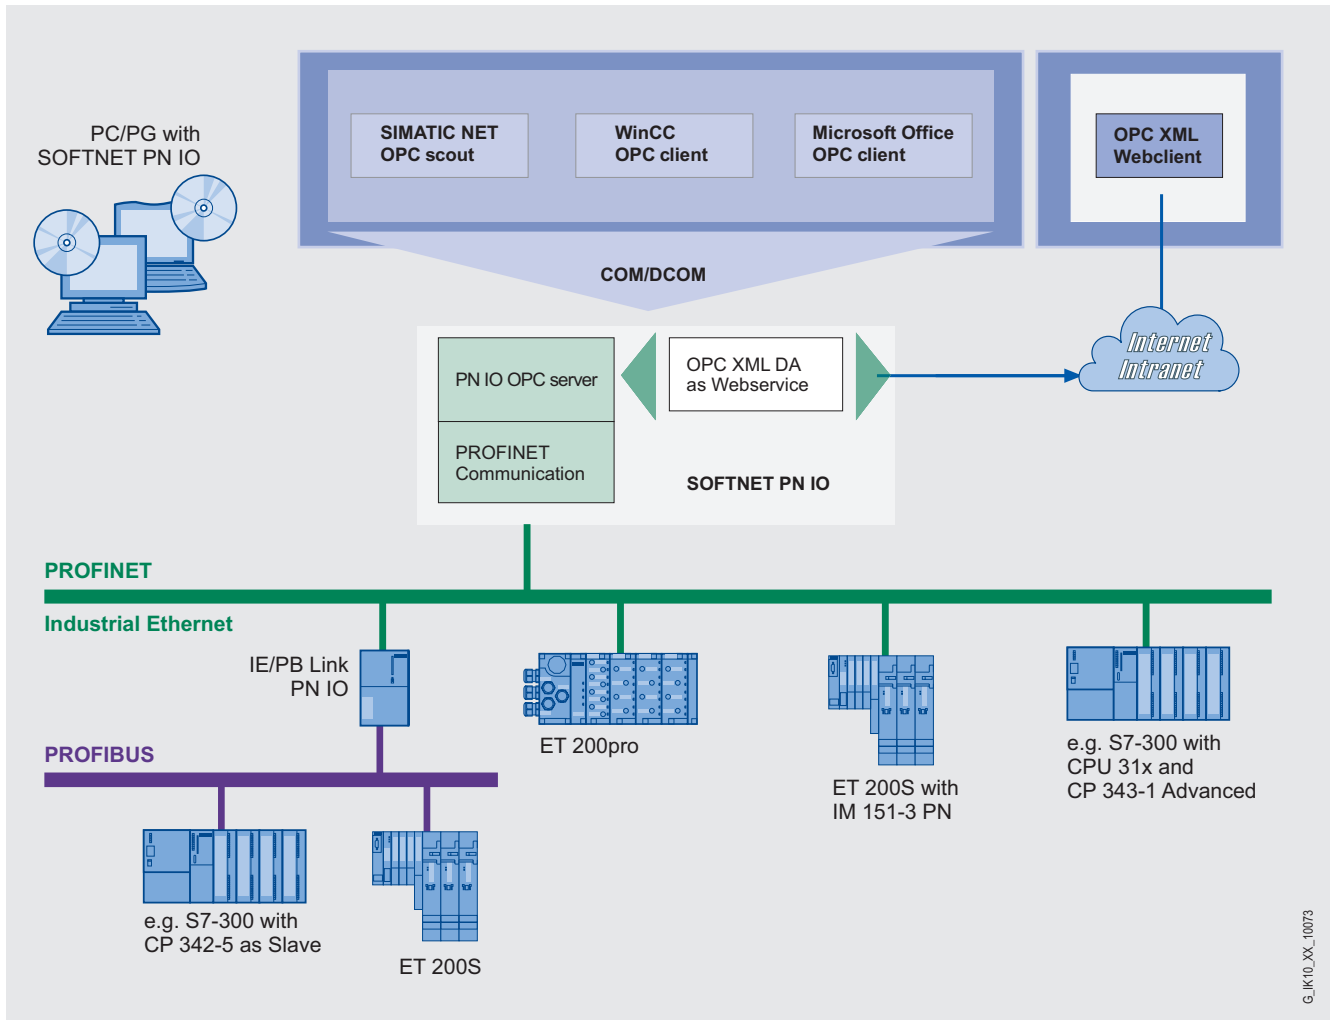 PC/PG with
SOFTNET PN IO
SIMATIC NET
OPC scout
WinCC
OPC client
Microsoft Office
OPC client
OPC XML
Webclient
COM/DCOM
PN IO OPC server
OPC XML DA
as Webservice
Internet
Intranet
PROFINET
Communication
SOFTNET PN IO
PROFINET
Industrial Ethernet
IE/PB Link
PN IO
ET 200pro
ET 200S with
IM 151-3 PN
e.g. S7-300 with
CPU 31x and
CP 343-1 Advanced
PROFIBUS
e.g. S7-300 with
CP 342-5 as Slave
ET 200S
G_IK10_XX_10073